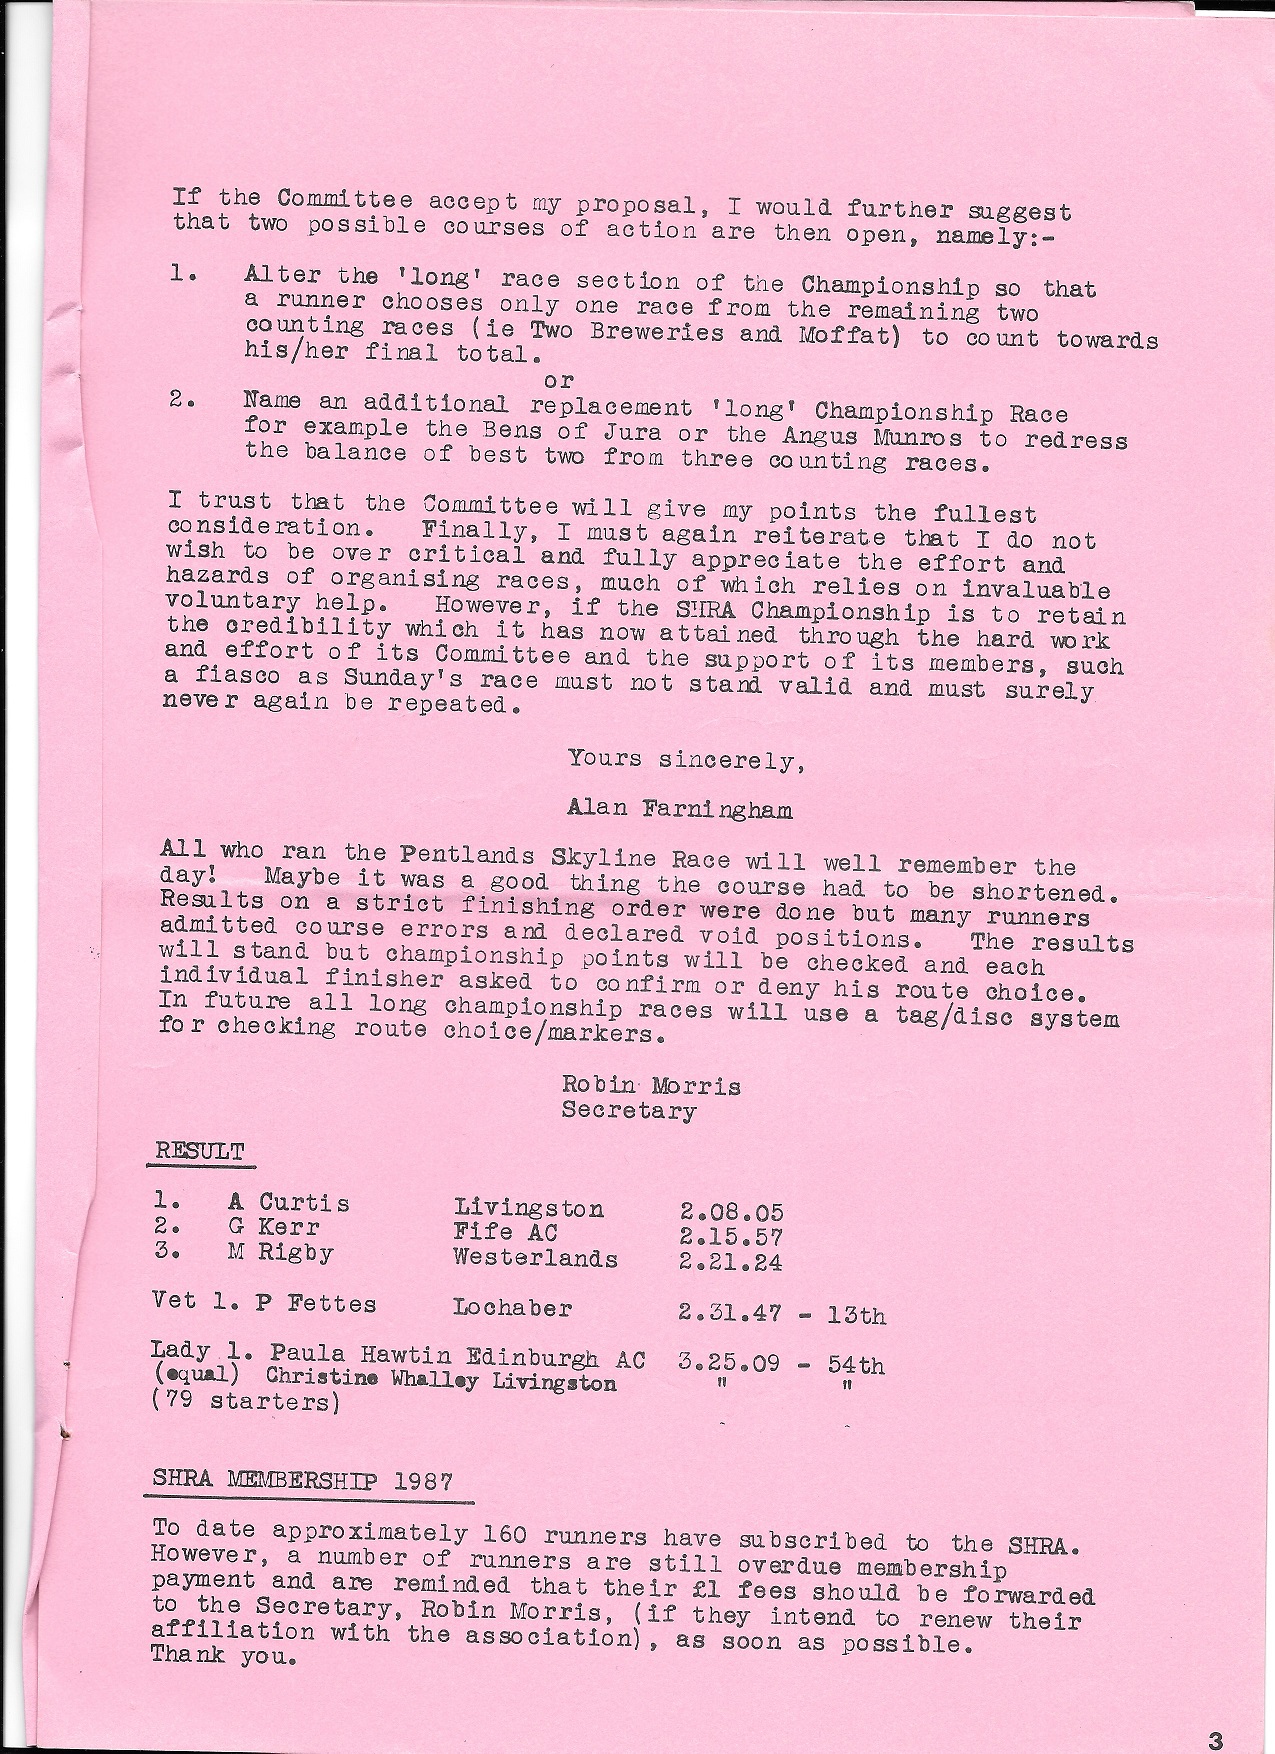 If the Committee accept my proposal, I would further suggest
that two possible courses of action are then open, namely:-
1. Alter the 'long' race section of the Championship so that
a runner chooses only one race from the remaining two
counting races (ie Two Breweries and Moffat) to count towards
his/her final total.
or
2. Name an additional replacement 'long' Championship Race
for example the Bens of Jura or the Angus Munros to redress
the balance of best two from three counting races.
I trust that the Committee will give my points the fullest
consideration. Finally, I must again reiterate that I do not
wish to be over critical and fully appreciate the effort and
hazards of organising races, much of which relies on invaluable
voluntary help. However, if the SHRA Championship is to retain
the credibility which it has now attained through the hard work
and effort of its Committee and the support of its members, such
a fiasco as Sunday's race must not stand valid and must surely
never again be repeated.
Yours sincerely,
Alan Farningham
All who ran the Pentlands Skyline Race will well remember the
day! Maybe it was a good thing the course had to be shortened.
Results on a strict finishing order were done but many runners
admitted course errors and declared void positions. The results
will stand but championship points will be checked and each
individual finisher asked to confirm or deny his route choice.
In future all long championship races will use a tag/disc system
for checking route choice/markers.
Robin Morris
Secretary
RESULT
1. A Curtis Livingston 2.08.05
2. G Kerr Fife AC 2.15.57
3. M Rigby Westerlands 2.21.24
Vet 1. P Fettes Lochaber 2.31.47 - 13th
Lady 1. Paula Hawtin Edinburgh AC 3.25.09 - 54th
(equal) Christine Whalley Livingston " "
(79 starters)
SHRA MEMBERSHIP 1987
To date approximately 160 runners have subscribed to the SHRA.
However, a number of runners are still overdue membership
payment and are reminded that their £1 fees should be forwarded
to the Secretary, Robin Morris, (if they intend to renew their
affiliation with the association), as soon as possible.
Thank you.
3